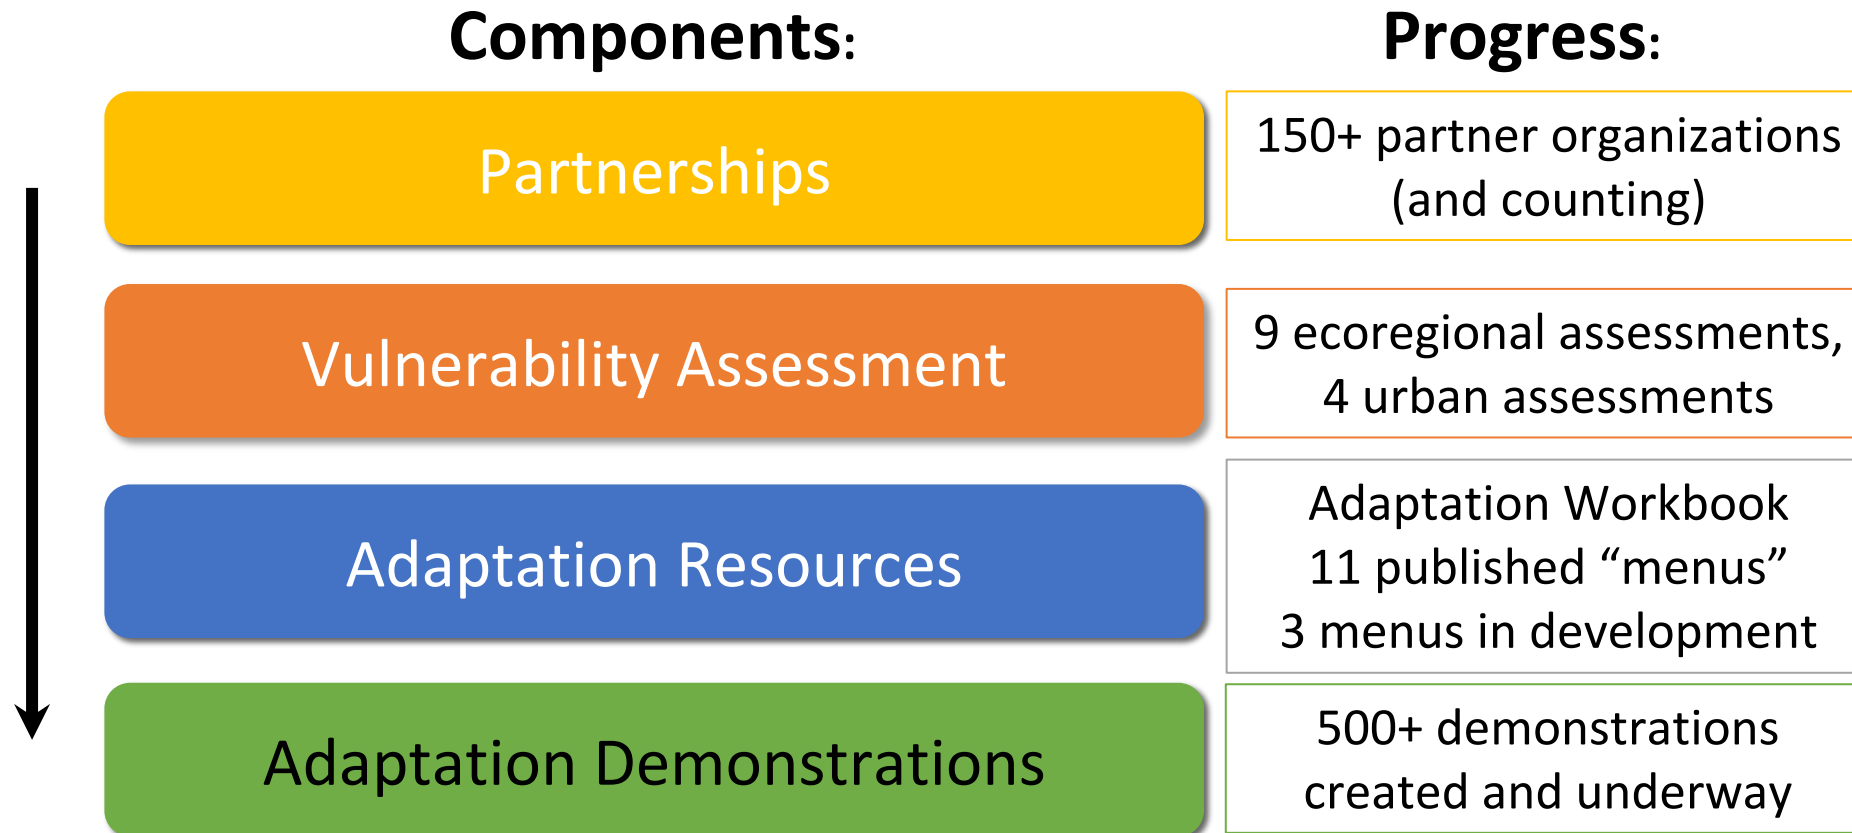 Components:
Progress:
Partnerships
150+ partner organizations
(and counting)
Vulnerability Assessment
9 ecoregional assessments,
4 urban assessments
Adaptation Resources
Adaptation Workbook
11 published “menus”
3 menus in development
Adaptation Demonstrations
500+ demonstrations
created and underway